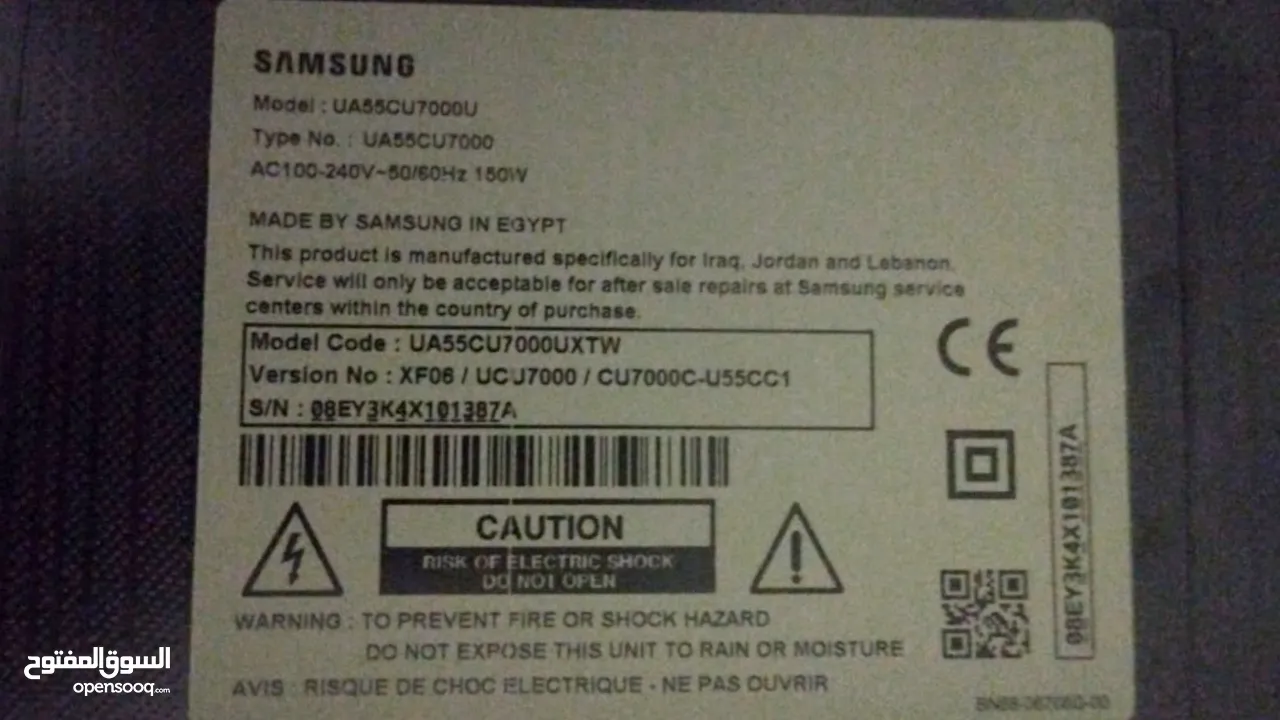 SAMSUNG
Model : UA55CU7000U
Type No. : UA55CU7000
AC100-240V~50/60Hz 150W
MADE BY SAMSUNG IN EGYPT
This product is manufactured specifically for Iraq, Jordan and Lebanon.
Service will only be acceptable for after sale repairs at Samsung service
centers within the country of purchase.
Model Code : UA55CU7000UXTW
Version No : XF06 / UCU7000 / CU7000C-U55CC1
S/N : 08EY3K4X101387A
CE
08EY3K4X101387A
CAUTION
RISK OF ELECTRIC SHOCK
DO NOT OPEN
WARNING : TO PREVENT FIRE OR SHOCK HAZARD
DO NOT EXPOSE THIS UNIT TO RAIN OR MOISTURE
AVIS : RISQUE DE CHOC ELECTRIQUE - NE PAS OUVRIR
السوق المفتوح
opensooq.com